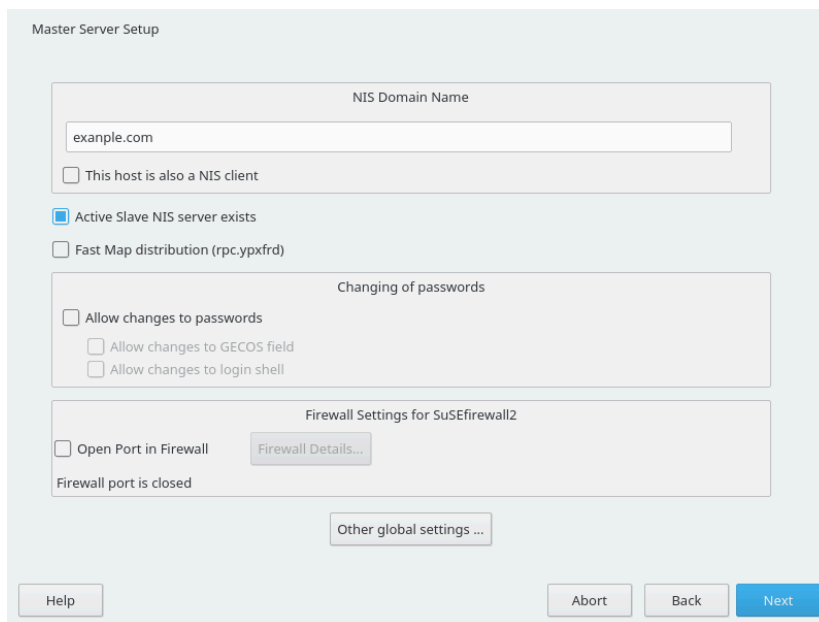 Master Server Setup
NIS Domain Name
exanple.com
This host is also a NIS client
Active Slave NIS server exists
Fast Map distribution (rpc.ypxfrd)
Changing of passwords
Allow changes to passwords
Allow changes to GECOS field
Allow changes to login shell
Firewall Settings for SuSEfirewall2
Open Port in Firewall Firewall Details...
Firewall port is closed
Other global settings ...
Help Abort Back Next